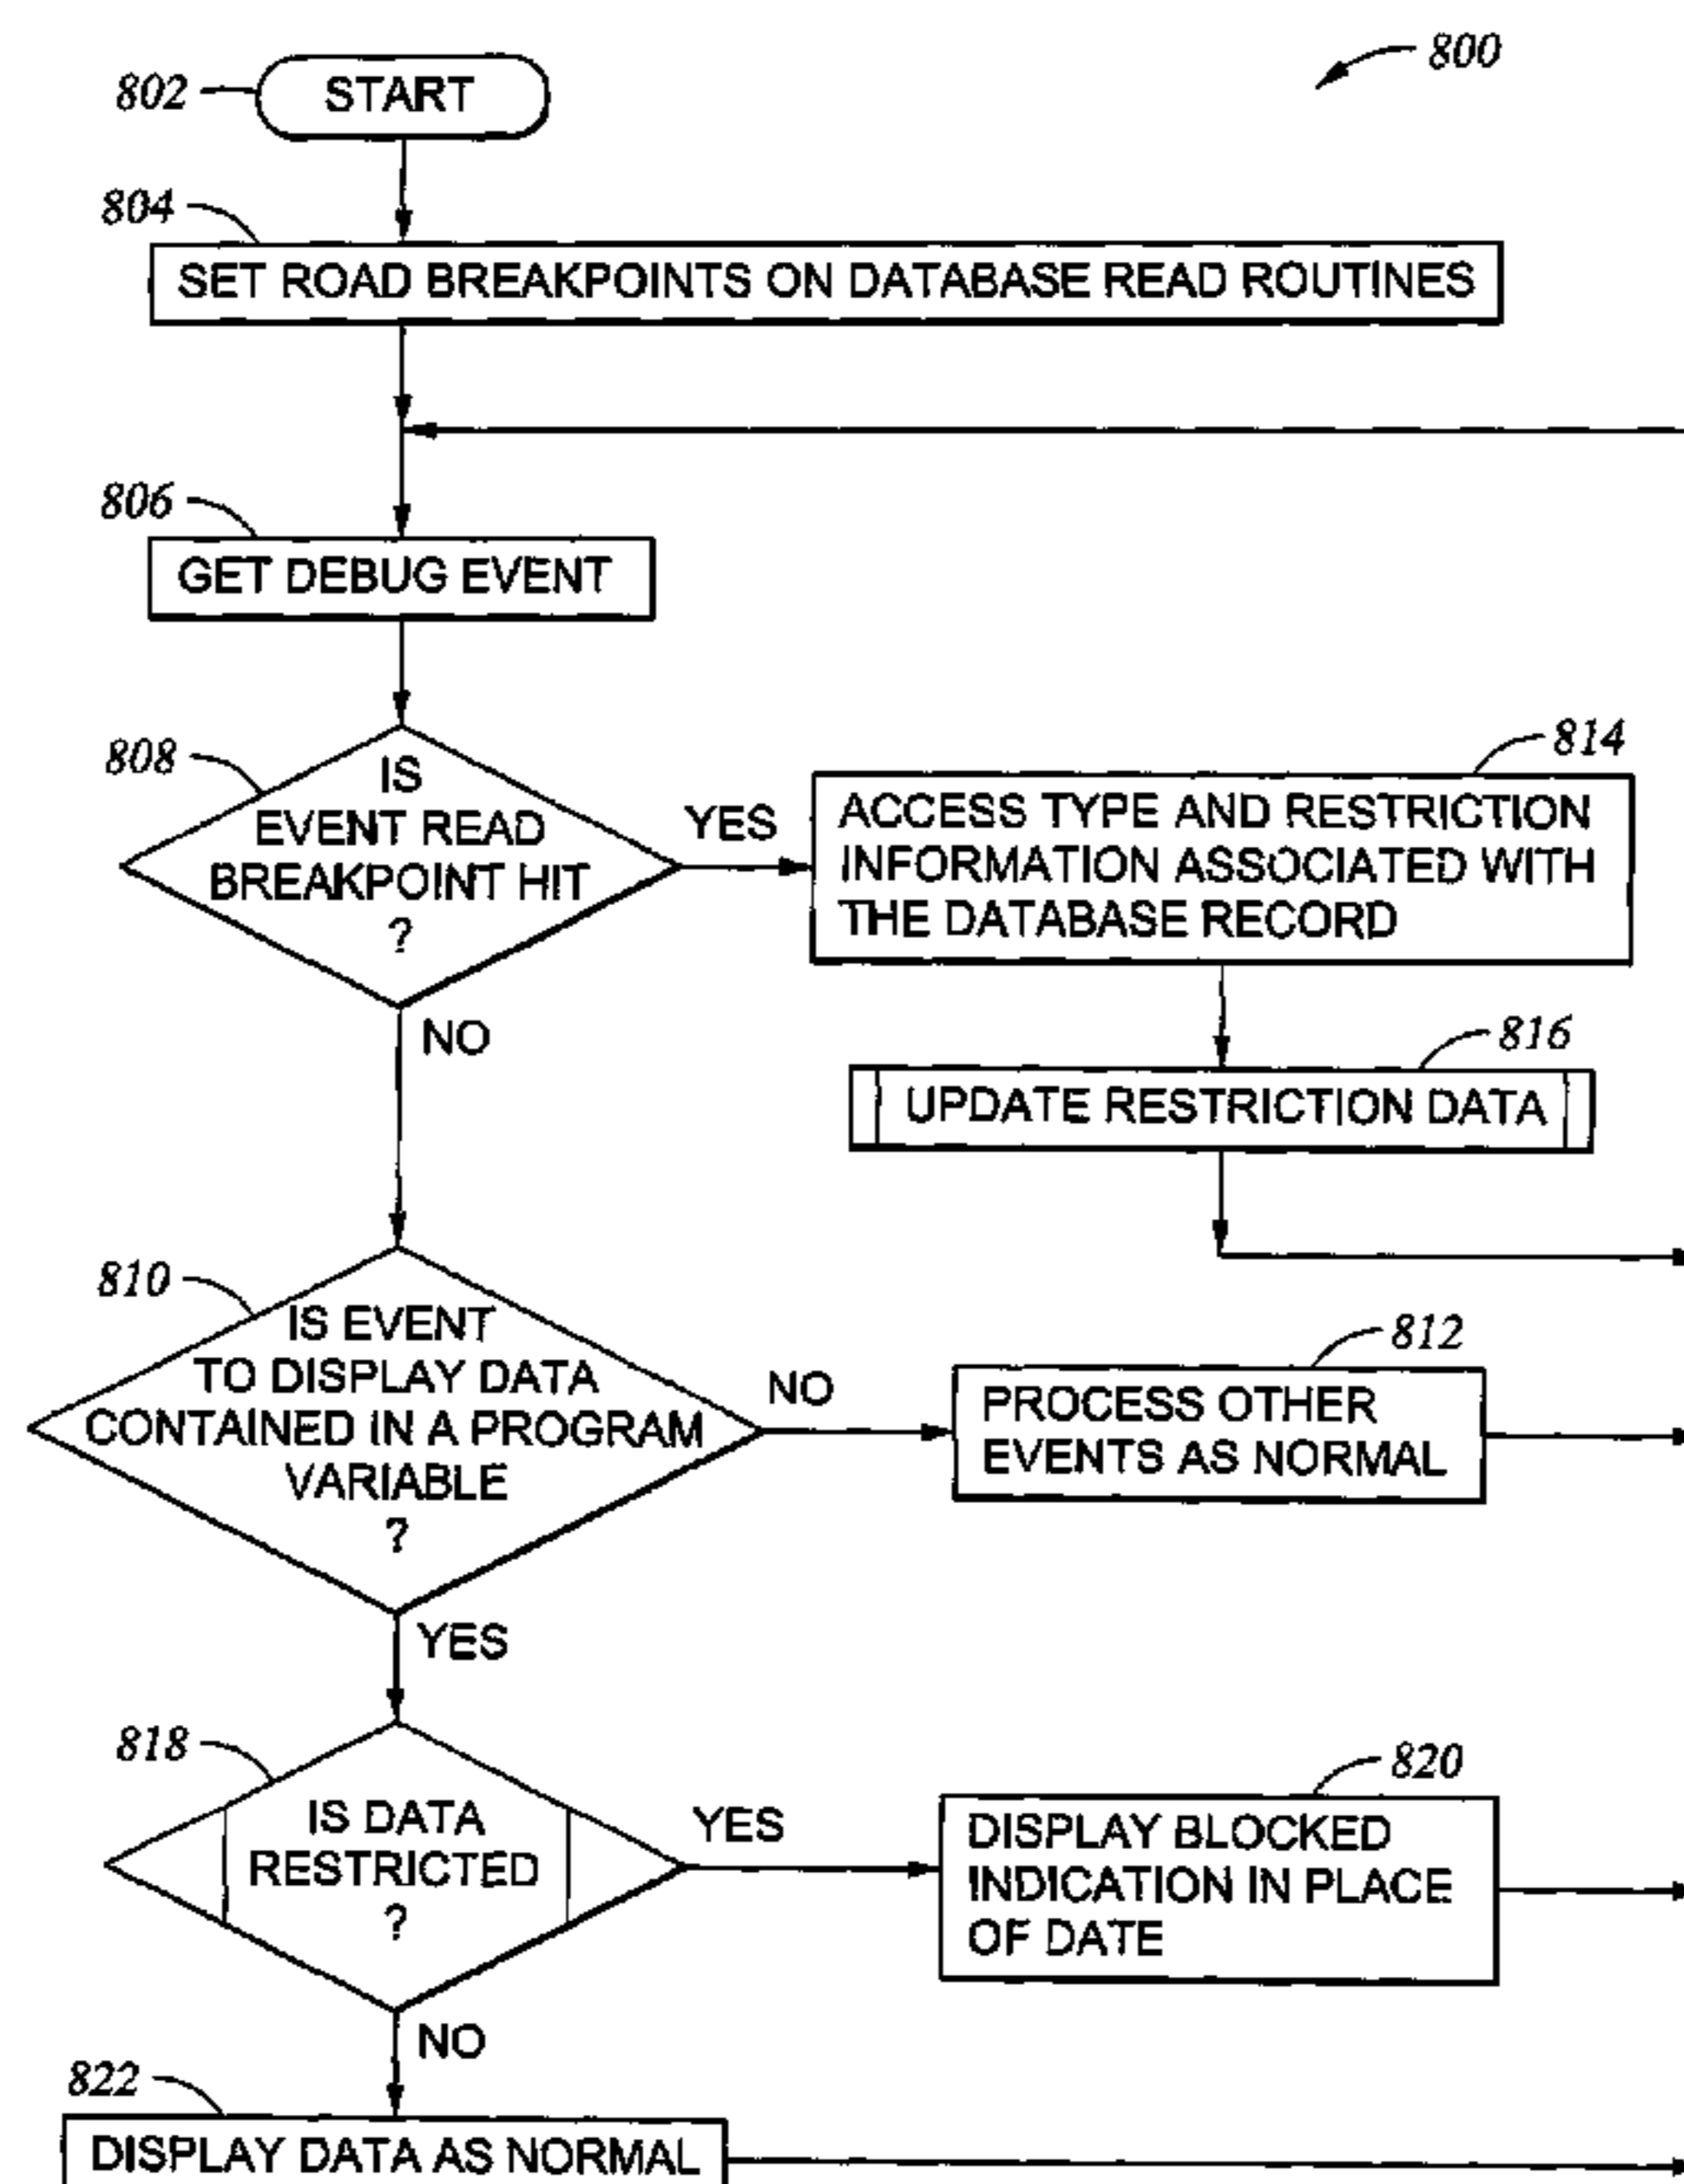 800
802
START
804
SET ROAD BREAKPOINTS ON DATABASE READ ROUTINES
806
GET DEBUG EVENT
808
IS
EVENT READ
BREAKPOINT HIT
?
YES
814
ACCESS TYPE AND RESTRICTION
INFORMATION ASSOCIATED WITH
THE DATABASE RECORD
NO
816
UPDATE RESTRICTION DATA
810
IS EVENT
TO DISPLAY DATA
CONTAINED IN A PROGRAM
VARIABLE
?
NO
812
PROCESS OTHER
EVENTS AS NORMAL
YES
818
IS DATA
RESTRICTED
?
YES
820
DISPLAY BLOCKED
INDICATION IN PLACE
OF DATE
NO
822
DISPLAY DATA AS NORMAL